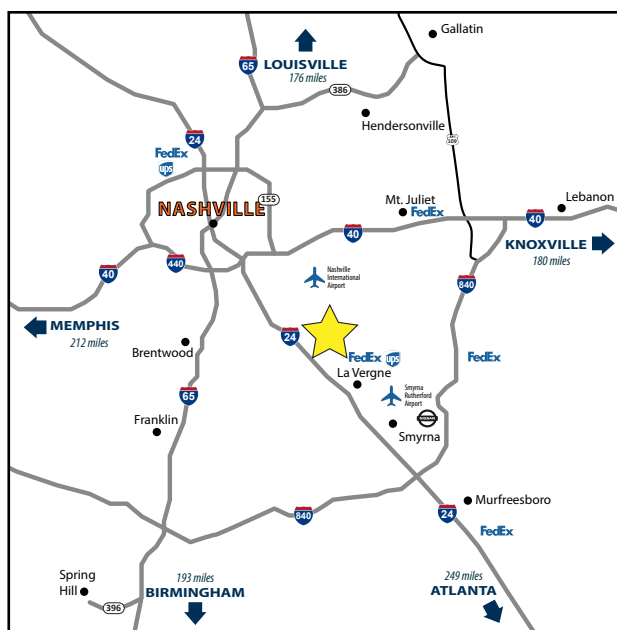 Gallatin
65
LOUISVILLE
176 miles
386
Hendersonville
109
24
FedEx
ups
155
NASHVILLE
Mt. Juliet
FedEx
Lebanon
40
40
KNOXVILLE
180 miles
440
40
Nashville
International
Airport
840
MEMPHIS
212 miles
24
Brentwood
FedEx
ups
FedEx
La Vergne
65
Smyrna
Rutherford
Airport
NISSAN
Franklin
Smyrna
Murfreesboro
24
840
FedEx
Spring
Hill
396
193 miles
BIRMINGHAM
249 miles
ATLANTA